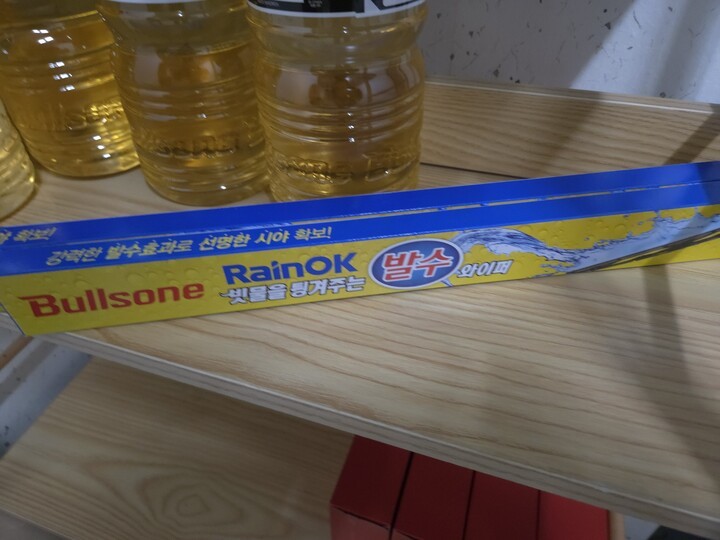 확보!
강력한 발수효과로 선명한 시야 확보!
Bullsone
RainOK
빗물을 튕겨주는 발수 와이퍼